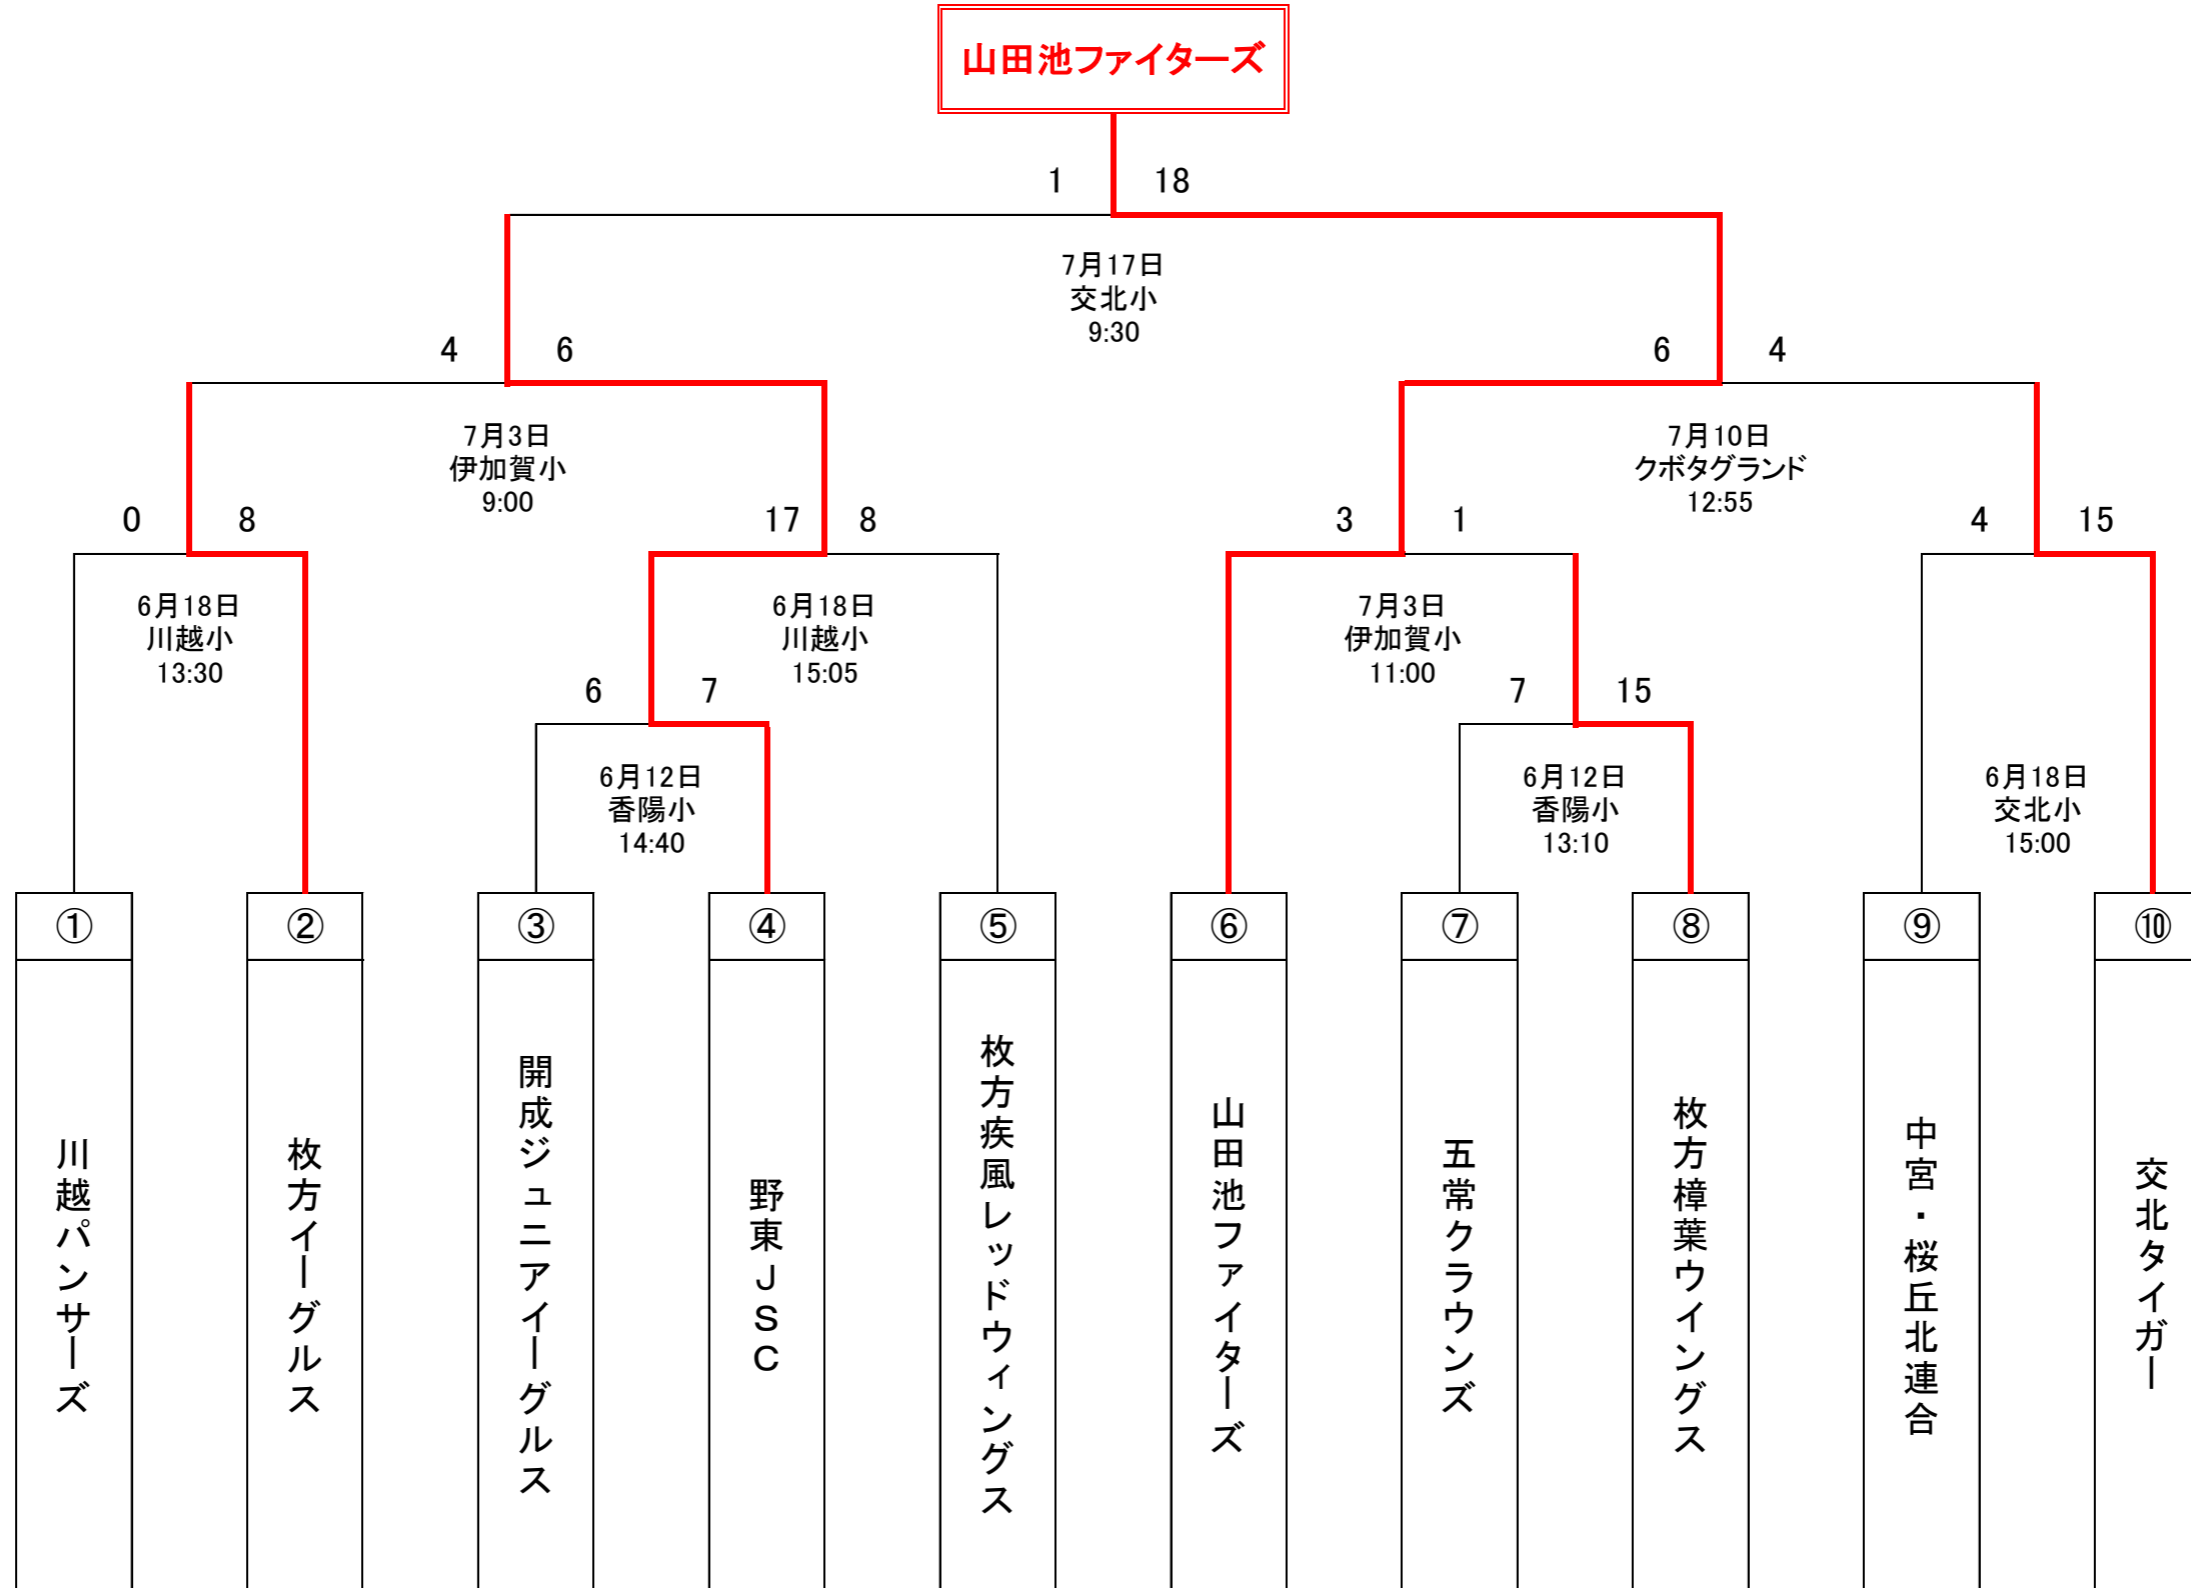 山田池ファイターズ
1 18
7月17日
交北小
9:30
4 6
6 4
7月3日
伊加賀小
9:00
7月10日
クボタグランド
12:55
0 8
17 8
3 1
4 15
6月18日
川越小
13:30
6月18日
川越小
15:05
7月3日
伊加賀小
11:00
6 7
7 15
6月12日
香陽小
14:40
6月12日
香陽小
13:10
6月18日
交北小
15:00
① ② ③ ④ ⑤ ⑥ ⑦ ⑧ ⑨ ⑩
川越パンサーズ
枚方イーグルス
開成ジュニアイーグルス
野東JSC
枚方疾風レッドウィングス
山田池ファイターズ
五常クラウンズ
枚方樟葉ウイングス
中宮・桜丘北連合
交北タイガー